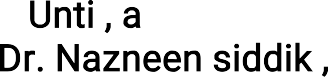 Unti , a
Dr. Nazneen siddik ,